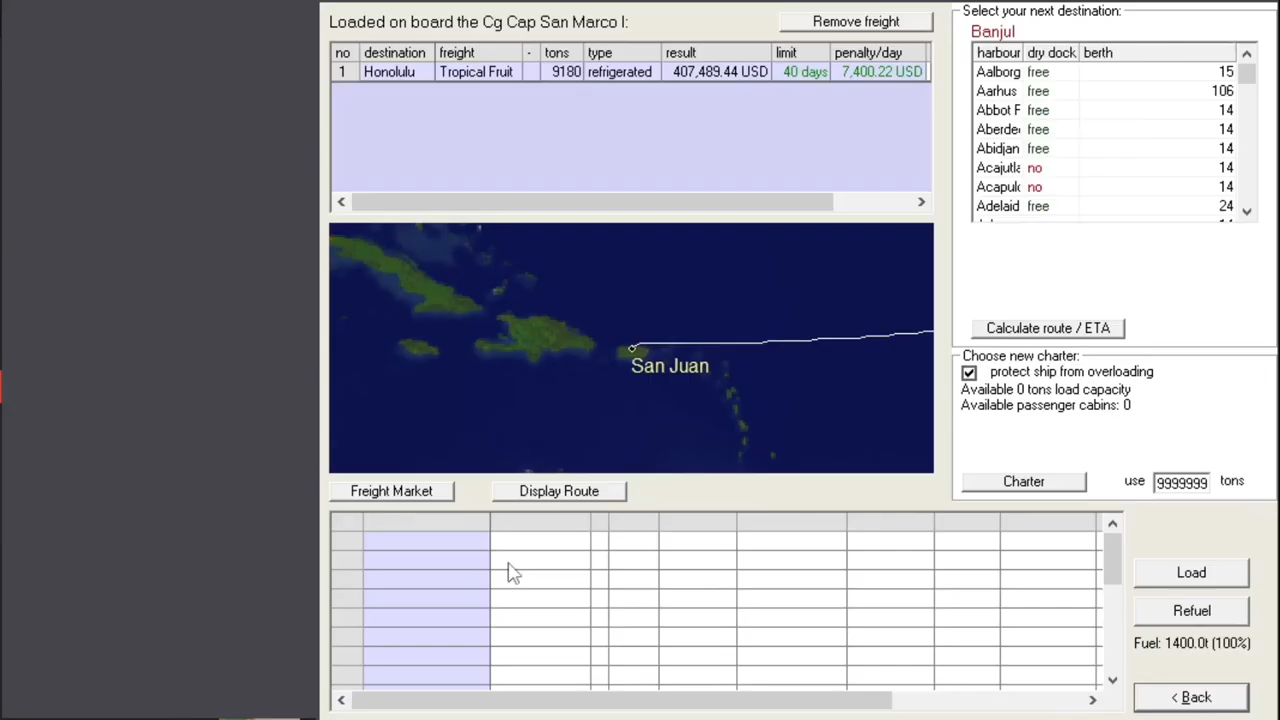 Loaded on board the Cg Cap San Marco I:
Remove freight
no destination freight - tons type result limit penalty/day
1 Honolulu Tropical Fruit 9180 refrigerated 407,489.44 USD 40 days 7,400.22 USD
San Juan
Freight Market
Display Route
Select your next destination:
Banjul
harbour dry dock berth
Aalborg free 15
Aarhus free 106
Abbot F free 14
Aberdee free 14
Abidjan free 14
Acajutla no 14
Acapulc no 14
Adelaid free 24
Calculate route / ETA
Choose new charter:
protect ship from overloading
Available 0 tons load capacity
Available passenger cabins: 0
Charter
use 9999999 tons
Load
Refuel
Fuel: 1400.0t (100%)
< Back